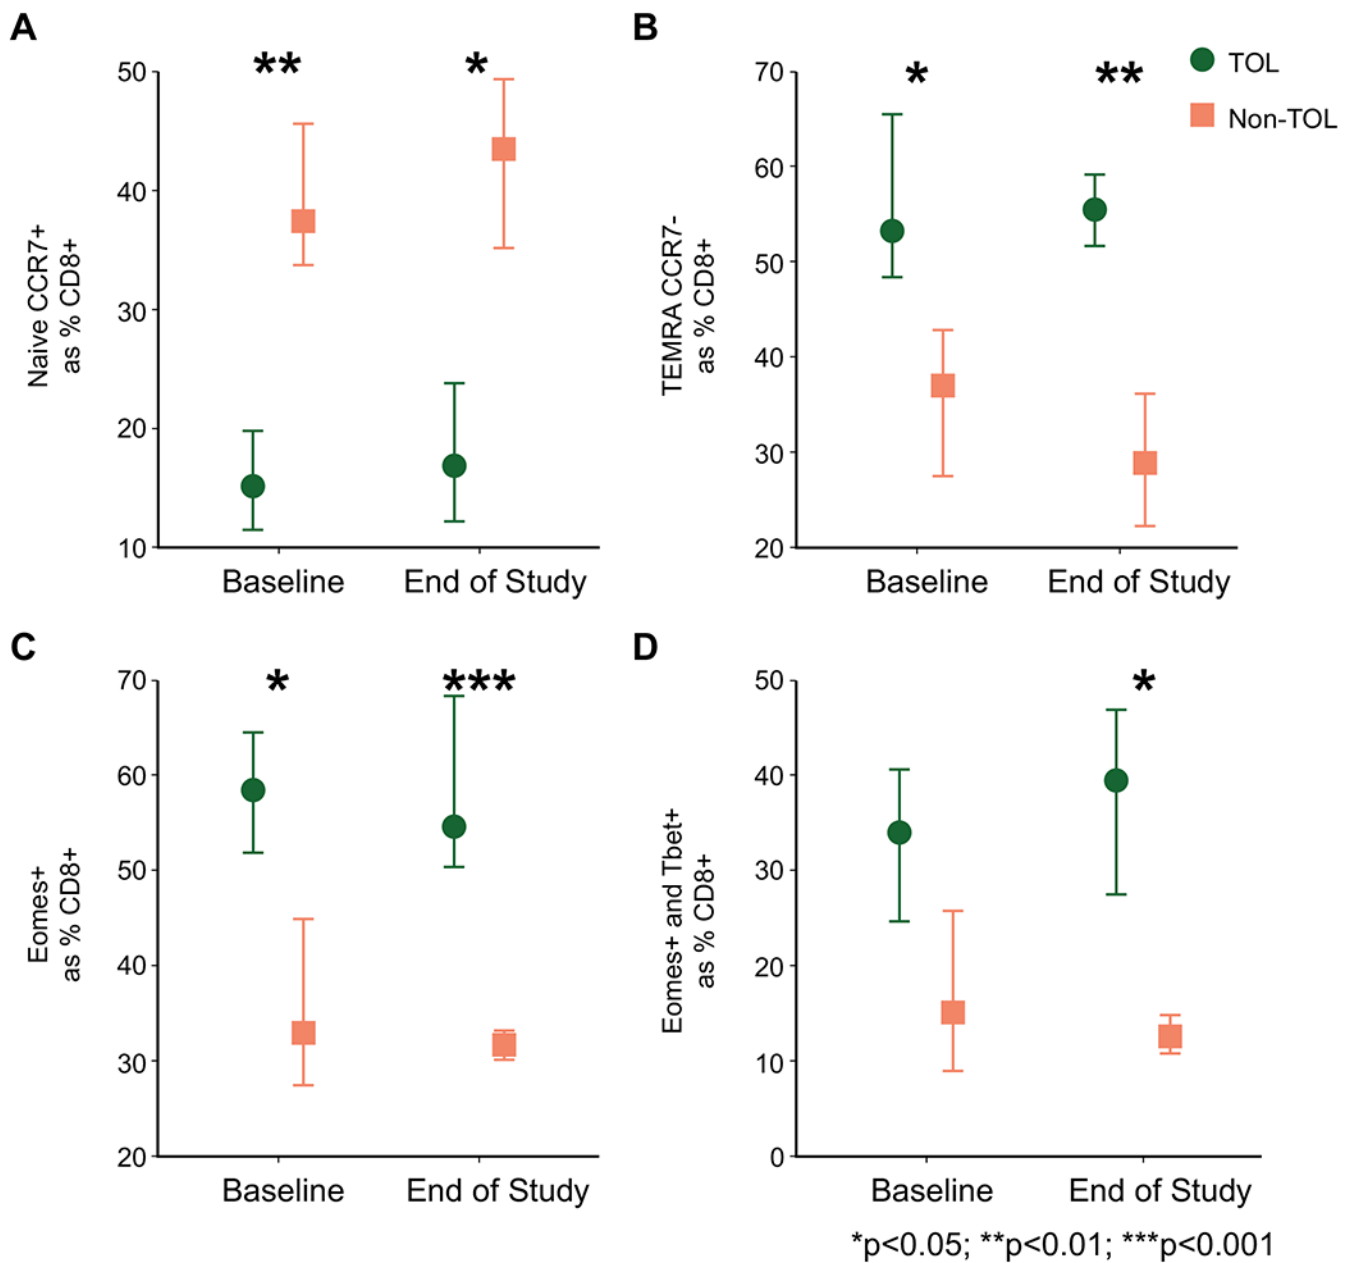 A
**
*
50
40
30
20
10
Naive CCR7+
as % CD8+
Baseline
End of Study
B
*
**
TOL
Non-TOL
70
60
50
40
30
20
TEMRA CCR7-
as % CD8+
Baseline
End of Study
C
*
***
70
60
50
40
30
20
Eomes+
as % CD8+
Baseline
End of Study
D
*
50
40
30
20
10
0
Eomes+ and Tbet+
as % CD8+
Baseline
End of Study
*p<0.05; **p<0.01; ***p<0.001